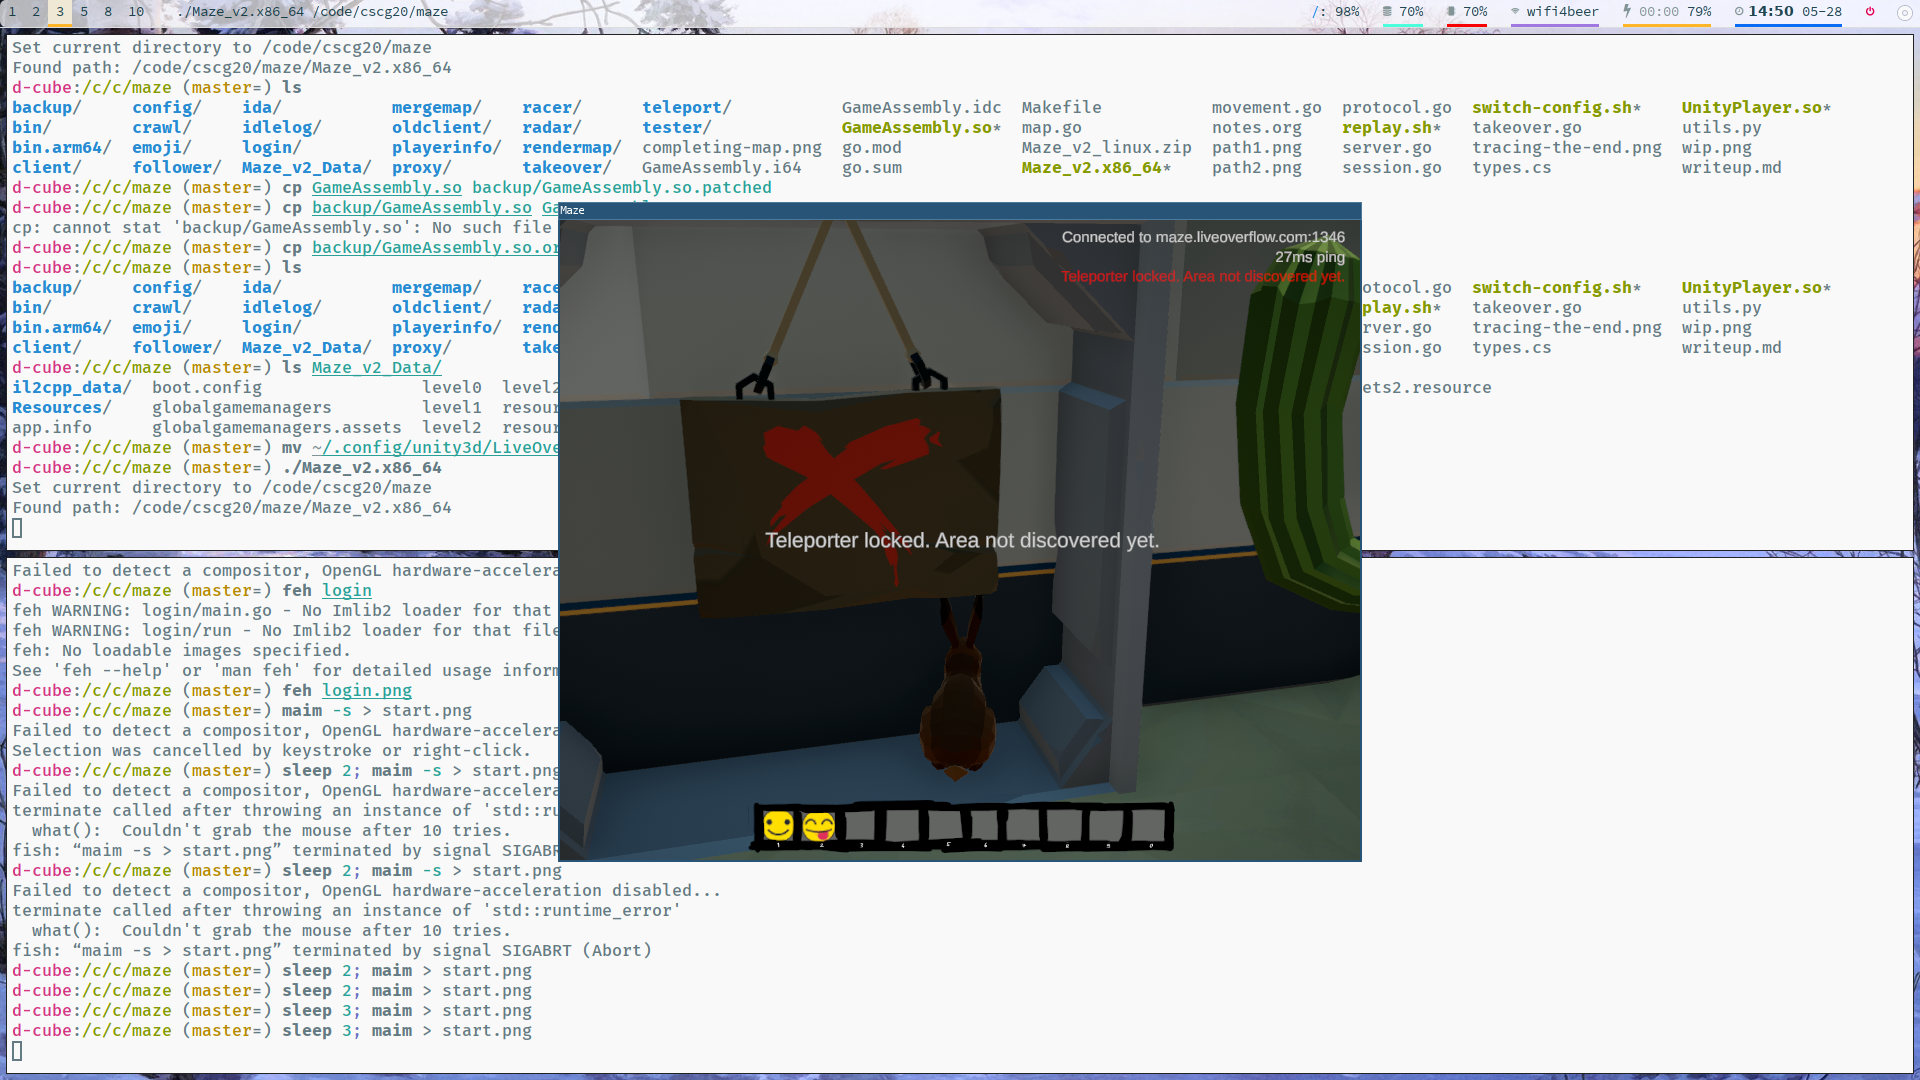 1 2 3 5 8 10 ./Maze_v2.x86_64 /code/cscg20/maze /: 98% 70% 70% wifi4beer 00:00 79% 14:50 05-28
Set current directory to /code/cscg20/maze
Found path: /code/cscg20/maze/Maze_v2.x86_64
d-cube:/c/c/maze (master=) ls
backup/ config/ ida/ mergemap/ racer/ teleport/ GameAssembly.idc Makefile movement.go protocol.go switch-config.sh* UnityPlayer.so*
bin/ crawl/ idlelog/ oldclient/ radar/ tester/ GameAssembly.so* map.go notes.org replay.sh* takeover.go utils.py
bin.arm64/ emoji/ login/ playerinfo/ rendermap/ completing-map.png go.mod Maze_v2_linux.zip path1.png server.go tracing-the-end.png wip.png
client/ follower/ Maze_v2_Data/ proxy/ takeover/ GameAssembly.i64 go.sum Maze_v2.x86_64* path2.png session.go types.cs writeup.md
d-cube:/c/c/maze (master=) cp GameAssembly.so backup/GameAssembly.so.patched
d-cube:/c/c/maze (master=) cp backup/GameAssembly.so Ga
cp: cannot stat 'backup/GameAssembly.so': No such file
d-cube:/c/c/maze (master=) cp backup/GameAssembly.so.or
d-cube:/c/c/maze (master=) ls
backup/ config/ ida/ mergemap/ race otocol.go switch-config.sh* UnityPlayer.so*
bin/ crawl/ idlelog/ oldclient/ rada play.sh* takeover.go utils.py
bin.arm64/ emoji/ login/ playerinfo/ rend rver.go tracing-the-end.png wip.png
client/ follower/ Maze_v2_Data/ proxy/ take ssion.go types.cs writeup.md
d-cube:/c/c/maze (master=) ls Maze_v2_Data/
il2cpp_data/ boot.config level0 level2 ets2.resource
Resources/ globalgamemanagers level1 resour
app.info globalgamemanagers.assets level2 resour
d-cube:/c/c/maze (master=) mv ~/.config/unity3d/LiveOve
d-cube:/c/c/maze (master=) ./Maze_v2.x86_64
Set current directory to /code/cscg20/maze
Found path: /code/cscg20/maze/Maze_v2.x86_64
Maze
Connected to maze.liveoverflow.com:1346
27ms ping
Teleporter locked. Area not discovered yet.
Teleporter locked. Area not discovered yet.
1 2 3 4 5 6 7 8 9 0
Failed to detect a compositor, OpenGL hardware-accelera
d-cube:/c/c/maze (master=) feh login
feh WARNING: login/main.go - No Imlib2 loader for that
feh WARNING: login/run - No Imlib2 loader for that file
feh: No loadable images specified.
See 'feh --help' or 'man feh' for detailed usage inform
d-cube:/c/c/maze (master=) feh login.png
d-cube:/c/c/maze (master=) maim -s > start.png
Failed to detect a compositor, OpenGL hardware-accelera
Selection was cancelled by keystroke or right-click.
d-cube:/c/c/maze (master=) sleep 2; maim -s > start.png
Failed to detect a compositor, OpenGL hardware-accelera
terminate called after throwing an instance of 'std::ru
what(): Couldn't grab the mouse after 10 tries.
fish: “maim -s > start.png” terminated by signal SIGABR
d-cube:/c/c/maze (master=) sleep 2; maim -s > start.png
Failed to detect a compositor, OpenGL hardware-acceleration disabled...
terminate called after throwing an instance of 'std::runtime_error'
what(): Couldn't grab the mouse after 10 tries.
fish: “maim -s > start.png” terminated by signal SIGABRT (Abort)
d-cube:/c/c/maze (master=) sleep 2; maim > start.png
d-cube:/c/c/maze (master=) sleep 2; maim > start.png
d-cube:/c/c/maze (master=) sleep 3; maim > start.png
d-cube:/c/c/maze (master=) sleep 3; maim > start.png